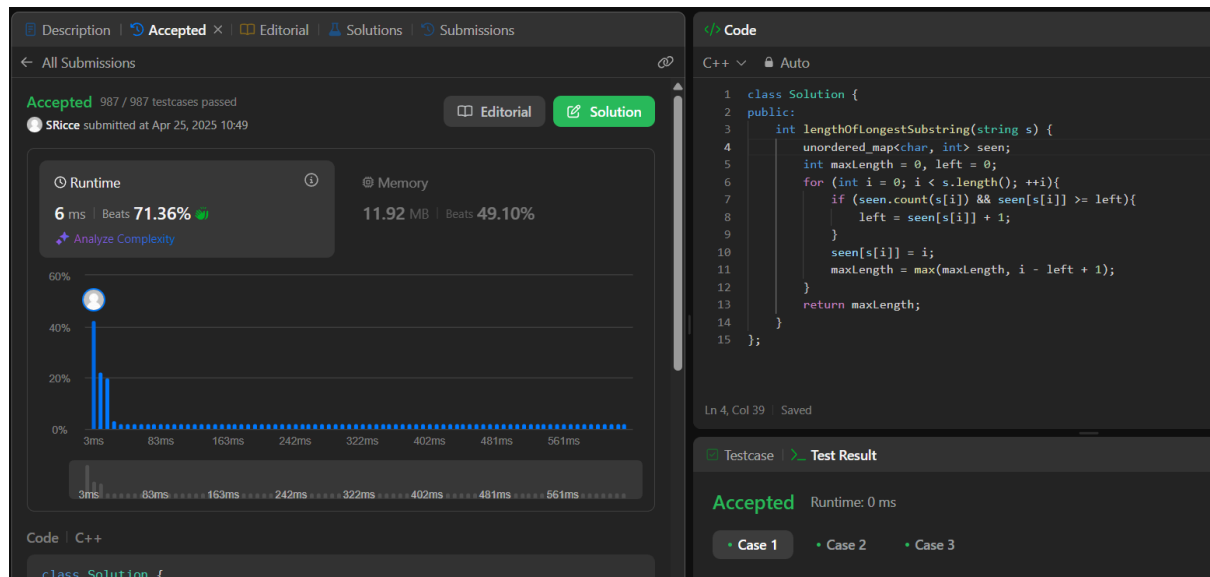 Description | Accepted × | Editorial | Solutions | Submissions
← All Submissions
Accepted 987 / 987 testcases passed
SRicce submitted at Apr 25, 2025 10:49
Editorial
Solution
Runtime
6 ms | Beats 71.36%
Analyze Complexity
Memory
11.92 MB | Beats 49.10%
60%
40%
20%
0%
3ms 83ms 163ms 242ms 322ms 402ms 481ms 561ms
3ms 83ms 163ms 242ms 322ms 402ms 481ms 561ms
Code | C++
class Solution {
</> Code
C++ Auto
1 class Solution {
2 public:
3     int lengthOfLongestSubstring(string s) {
4         unordered_map<char, int> seen;
5         int maxLength = 0, left = 0;
6         for (int i = 0; i < s.length(); ++i){
7             if (seen.count(s[i]) && seen[s[i]] >= left){
8                 left = seen[s[i]] + 1;
9             }
10             seen[s[i]] = i;
11             maxLength = max(maxLength, i - left + 1);
12         }
13         return maxLength;
14     }
15 };
Ln 4, Col 39 | Saved
Testcase | >_ Test Result
Accepted Runtime: 0 ms
• Case 1 • Case 2 • Case 3